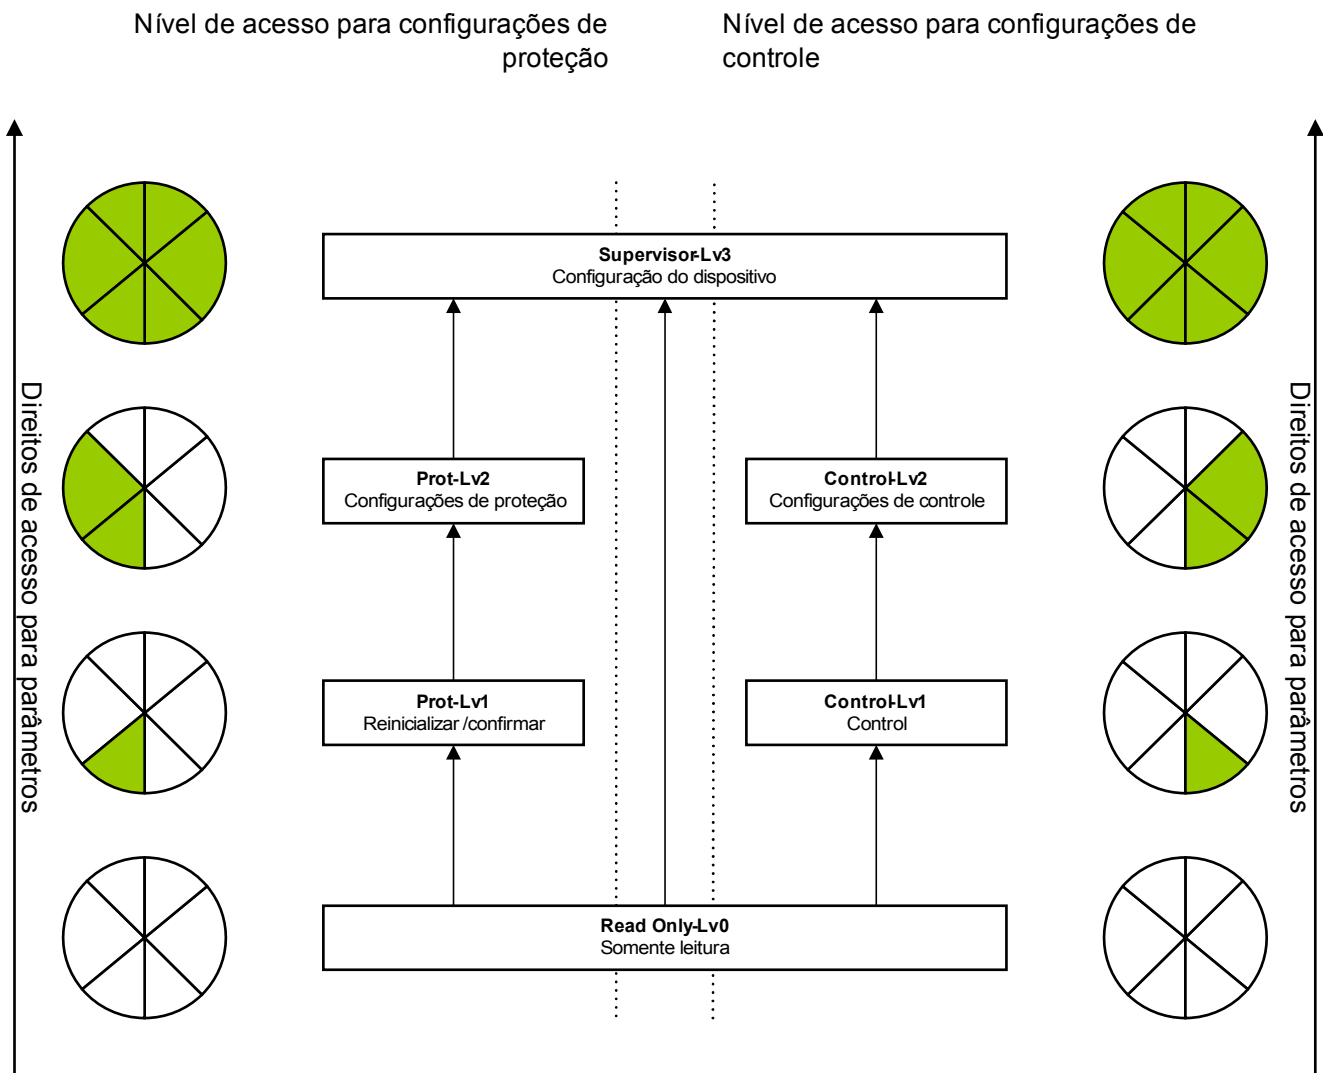 Nível de acesso para configurações de
proteção
Nível de acesso para configurações de
controle
Supervisor-Lv3
Configuração do dispositivo
Direitos de acesso para parâmetros
Direitos de acesso para parâmetros
Prot-Lv2
Configurações de proteção
Control-Lv2
Configurações de controle
Prot-Lv1
Reinicializar /confirmar
Control-Lv1
Control
Read Only-Lv0
Somente leitura